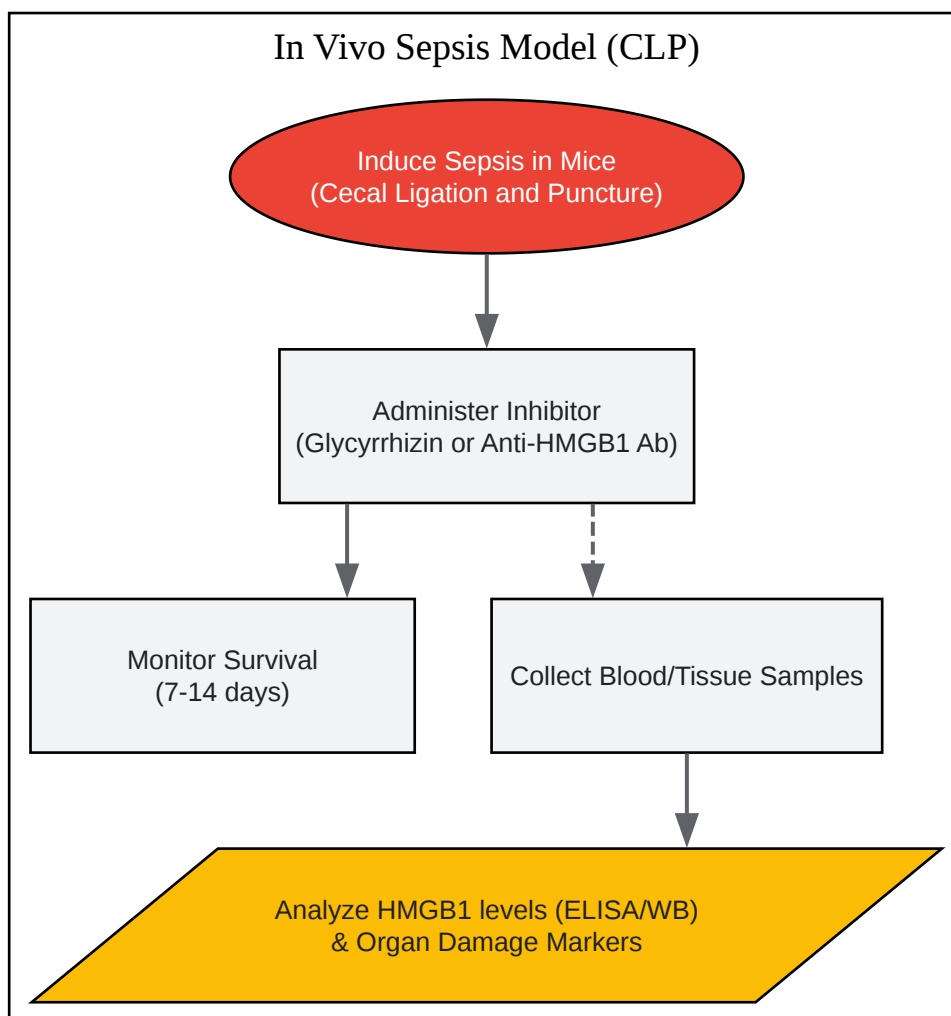 In Vivo Sepsis Model (CLP)
Induce Sepsis in Mice
(Cecal Ligation and Puncture)
Administer Inhibitor
(Glycyrrhizin or Anti-HMGB1 Ab)
Monitor Survival
(7-14 days)
Collect Blood/Tissue Samples
Analyze HMGB1 levels (ELISA/WB)
& Organ Damage Markers